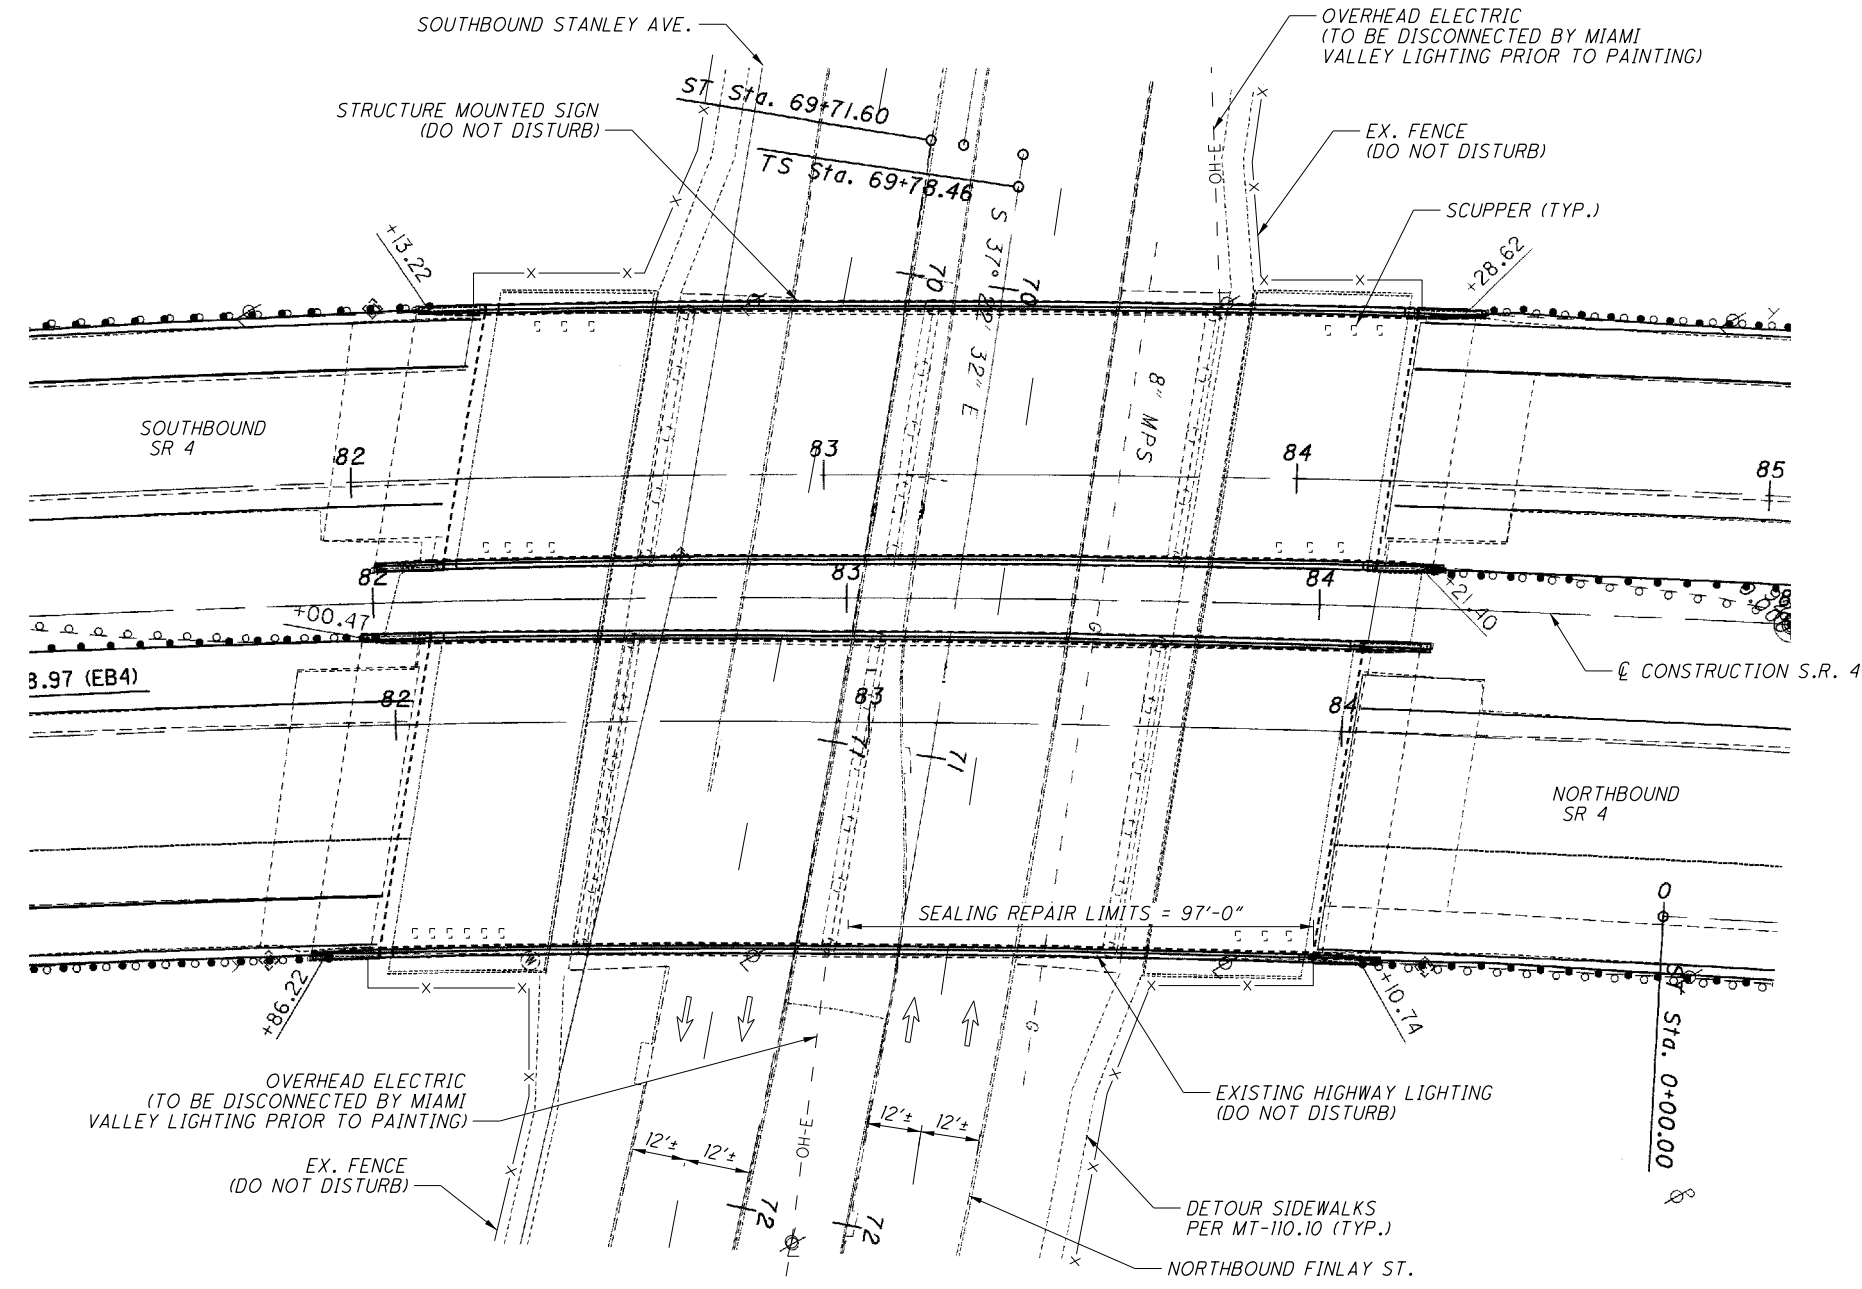 SOUTHBOUND STANLEY AVE.
OVERHEAD ELECTRIC
(TO BE DISCONNECTED BY MIAMI
VALLEY LIGHTING PRIOR TO PAINTING)
STRUCTURE MOUNTED SIGN
(DO NOT DISTURB)
ST Sta. 69+71.60
TS Sta. 69+78.46
EX. FENCE
(DO NOT DISTURB)
OH-E
SCUPPER (TYP.)
+13.22
+28.62
70
70
S 37° 22' 32" E
8" MPS
SOUTHBOUND
SR 4
82
83
84
85
82
83
84
+00.47
+21.40
G
℄ CONSTRUCTION S.R. 4
8.97 (EB4)
82
83
84
71
71
NORTHBOUND
SR 4
0
SEALING REPAIR LIMITS = 97'-0"
+86.22
+10.74
ST Sta. 0+00.00
G
OVERHEAD ELECTRIC
(TO BE DISCONNECTED BY MIAMI
VALLEY LIGHTING PRIOR TO PAINTING)
EXISTING HIGHWAY LIGHTING
(DO NOT DISTURB)
12'±
12'±
12'±
12'±
OH-E
EX. FENCE
(DO NOT DISTURB)
72
72
DETOUR SIDEWALKS
PER MT-110.10 (TYP.)
NORTHBOUND FINLAY ST.